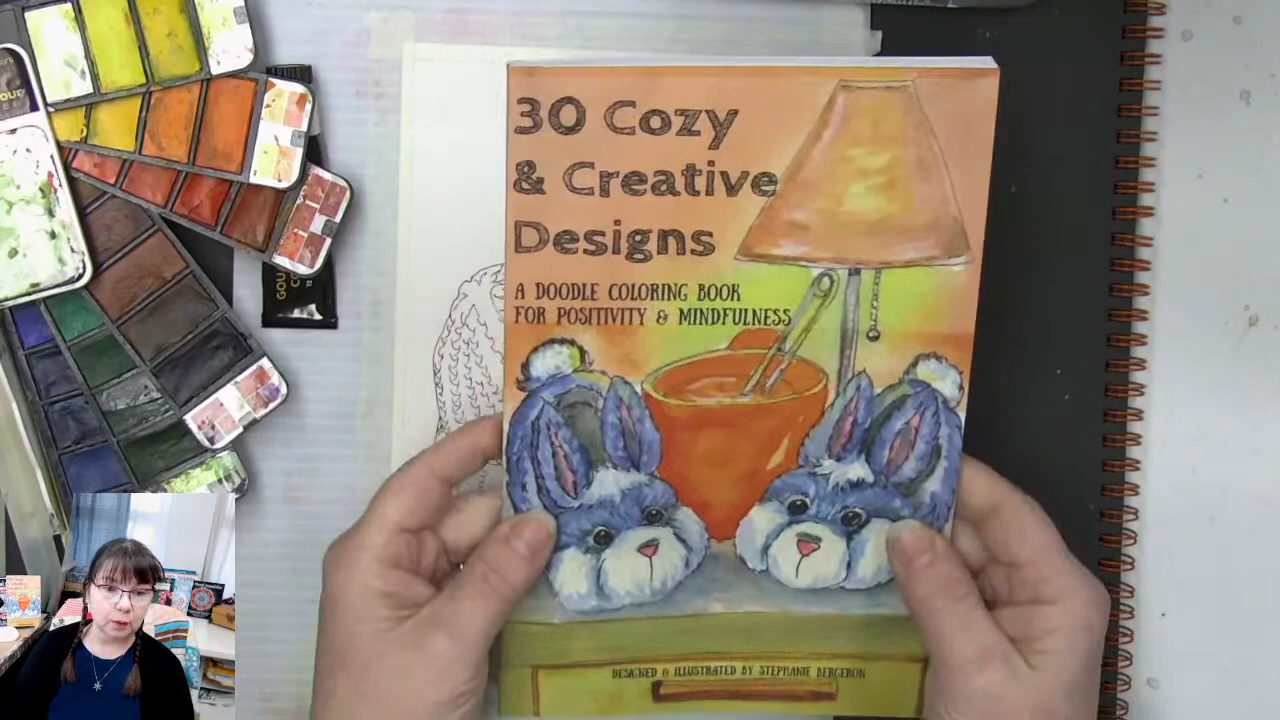 30 Cozy
& Creative
Designs
A DOODLE COLORING BOOK
FOR POSITIVITY & MINDFULNESS
DESIGNED & ILLUSTRATED BY STEPHANIE BERGERON